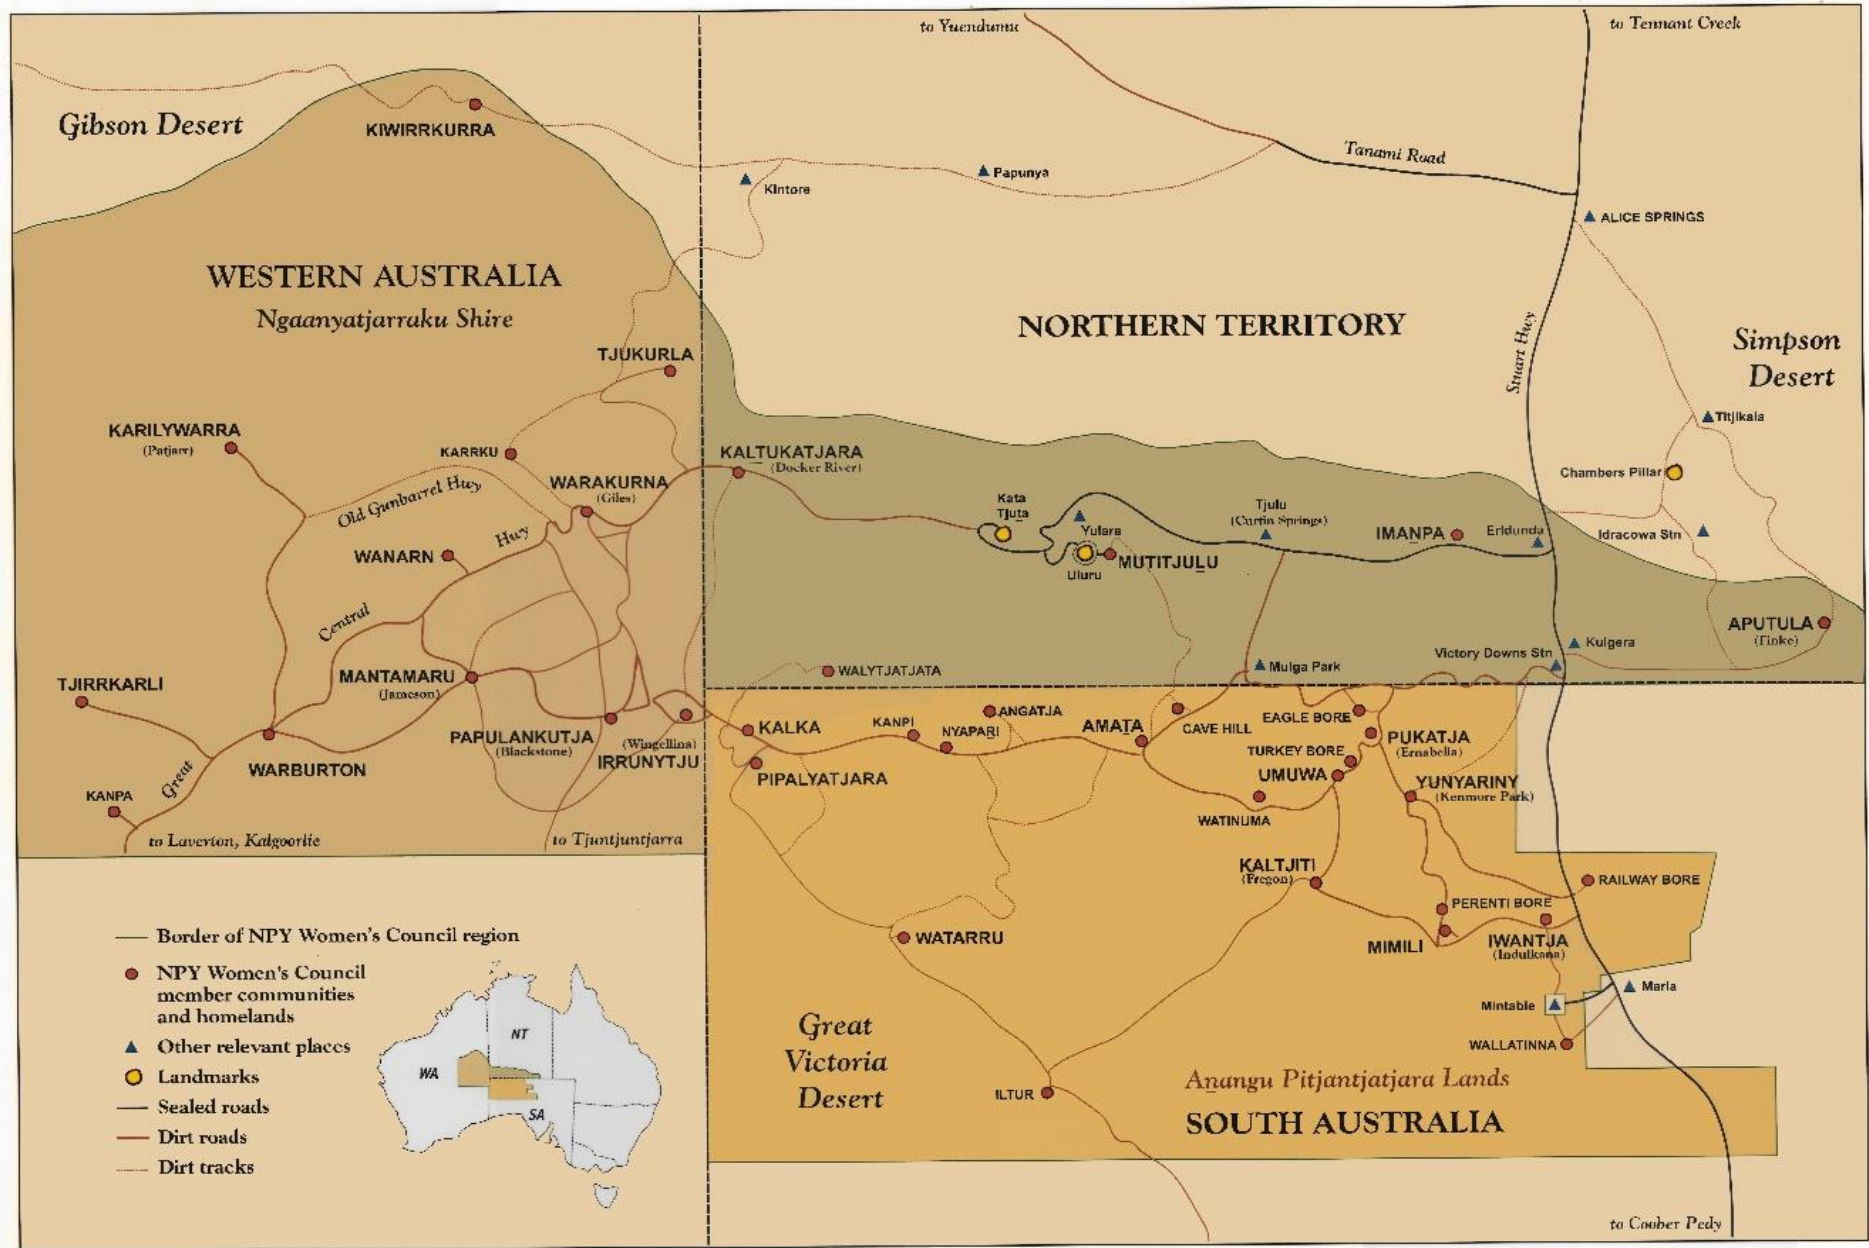 to Yuendumu
to Tennant Creek
Gibson Desert
KIWIRRKURRA
Tanami Road
Kintore
Papunya
ALICE SPRINGS
WESTERN AUSTRALIA
Ngaanyatjarraku Shire
NORTHERN TERRITORY
Stuart Hwy
Simpson
Desert
TJUKURLA
KARILYWARRA
(Patjarr)
KARRKU
Old Gunbarrel Hwy
WARAKURNA
(Giles)
KALTUKATJARA
(Docker River)
Titjikala
Chambers Pillar
Kata
Tjuṯa
Yulara
Uluru
MUTITJUḺU
Tjulu
(Curtin Springs)
IMAṈPA
Erldunda
Idracowa Stn
WANARN
Hwy
Central
Great
MANTAMARU
(Jameson)
TJIRRKARLI
WARBURTON
KANPA
to Laverton, Kalgoorlie
PAPULANKUTJA
(Blackstone)
(Wingellina)
IRRUNYTJU
to Tjuntjuntjarra
WALYTJATJATA
Mulga Park
Victory Downs Stn
Kulgera
APUTULA
(Finke)
KALKA
PIPALYATJARA
KANPI
NYAPAṞI
ANGATJA
AMAṮA
CAVE HILL
EAGLE BORE
PUKATJA
(Ernabella)
TURKEY BORE
UMUWA
YUNYARINY
(Kenmore Park)
WATINUMA
KALTJITI
(Fregon)
RAILWAY BORE
PERENTI BORE
MIMILI
IWANTJA
(Indulkana)
WATARRU
Marla
Mintable
WALLATINNA
Great
Victoria
Desert
ILTUR
Aṉangu Pitjantjatjara Lands
SOUTH AUSTRALIA
to Coober Pedy
Border of NPY Women's Council region
NPY Women's Council
member communities
and homelands
Other relevant places
Landmarks
Sealed roads
Dirt roads
Dirt tracks
NT
WA
SA